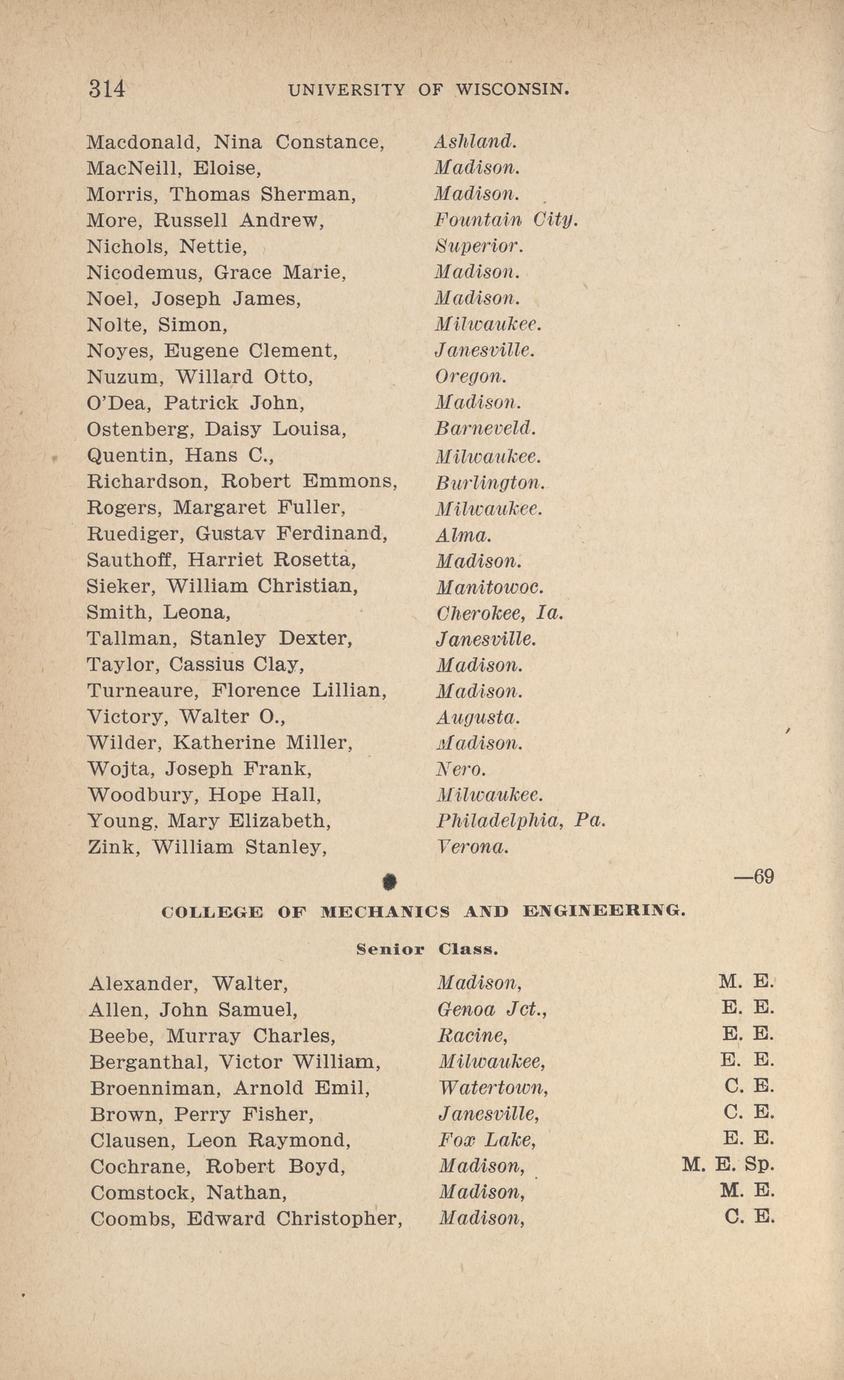 314 UNIVERSITY OF WISCONSIN.
Macdonald, Nina Constance, Ashland.
MacNeill, Eloise, Madison.
Morris, Thomas Sherman, Madison.
More, Russell Andrew, Fountain City.
Nichols, Nettie, Superior.
Nicodemus, Grace Marie, Madison.
Noel, Joseph James, Madison.
Nolte, Simon, Milwaukee.
Noyes, Eugene Clement, Janesville.
Nuzum, Willard Otto, Oregon.
O'Dea, Patrick John, Madison.
Ostenberg, Daisy Louisa, Barneveld.
Quentin, Hans C., Milwaukee.
Richardson, Robert Emmons, Burlington.
Rogers, Margaret Fuller, Milwaukee.
Ruediger, Gustav Ferdinand, Alma.
Sauthoff, Harriet Rosetta, Madison.
Sieker, William Christian, Manitowoc.
Smith, Leona, Cherokee, Ia.
Tallman, Stanley Dexter, Janesville.
Taylor, Cassius Clay, Madison.
Turneaure, Florence Lillian, Madison.
Victory, Walter O., Augusta.
Wilder, Katherine Miller, Madison.
Wojta, Joseph Frank, Nero.
Woodbury, Hope Hall, Milwaukee.
Young, Mary Elizabeth, Philadelphia, Pa.
Zink, William Stanley, Verona.
—69
COLLEGE OF MECHANICS AND ENGINEERING.
Senior Class.
Alexander, Walter, Madison, M. E.
Allen, John Samuel, Genoa Jct., E. E.
Beebe, Murray Charles, Racine, E. E.
Berganthal, Victor William, Milwaukee, E. E.
Broenniman, Arnold Emil, Watertown, C. E.
Brown, Perry Fisher, Janesville, C. E.
Clausen, Leon Raymond, Fox Lake, E. E.
Cochrane, Robert Boyd, Madison, M. E. Sp.
Comstock, Nathan, Madison, M. E.
Coombs, Edward Christopher, Madison, C. E.